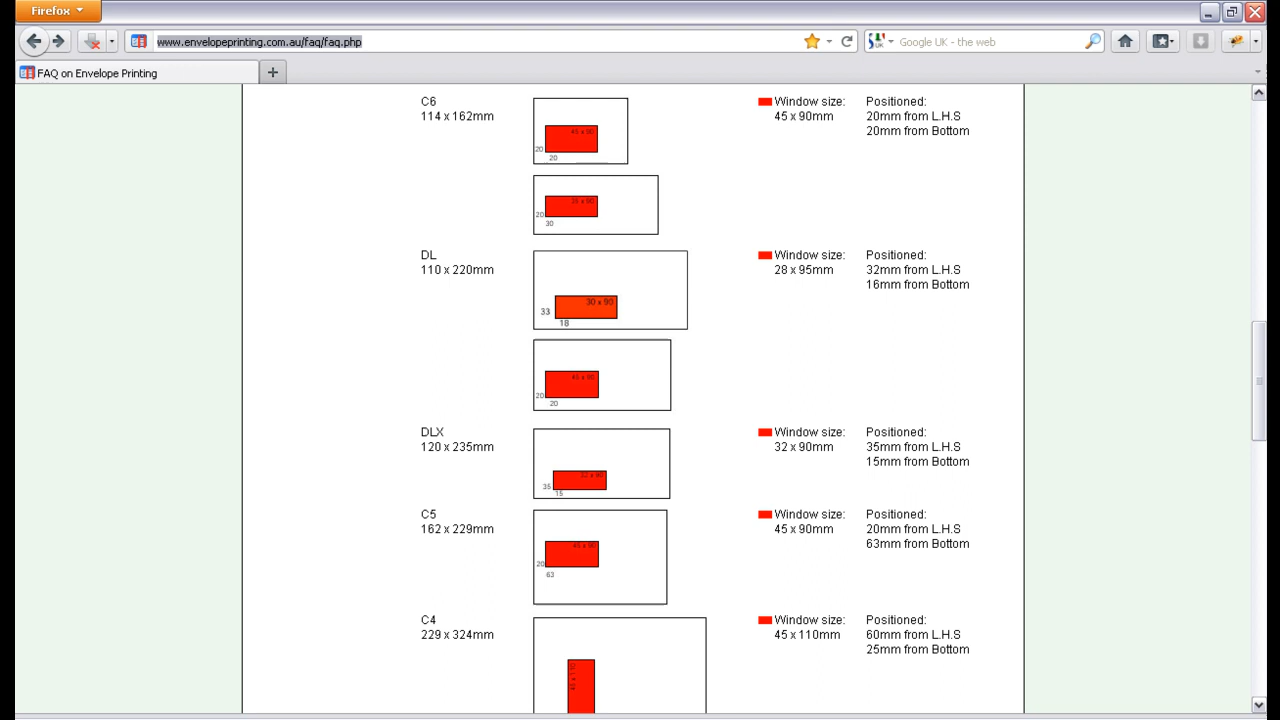 Firefox
www.envelopeprinting.com.au/faq/faq.php
UK
Google UK - the web
FAQ on Envelope Printing
C6
114 x 162mm
45 x 90
20
20
Window size:
45 x 90mm
Positioned:
20mm from L.H.S
20mm from Bottom
20
30
DL
110 x 220mm
30 x 90
33
18
Window size:
28 x 95mm
Positioned:
32mm from L.H.S
16mm from Bottom
45 x 90
20
20
DLX
120 x 235mm
32 x 90
35
15
Window size:
32 x 90mm
Positioned:
35mm from L.H.S
15mm from Bottom
C5
162 x 229mm
45 x 90
20
63
Window size:
45 x 90mm
Positioned:
20mm from L.H.S
63mm from Bottom
C4
229 x 324mm
45 x 110
Window size:
45 x 110mm
Positioned:
60mm from L.H.S
25mm from Bottom